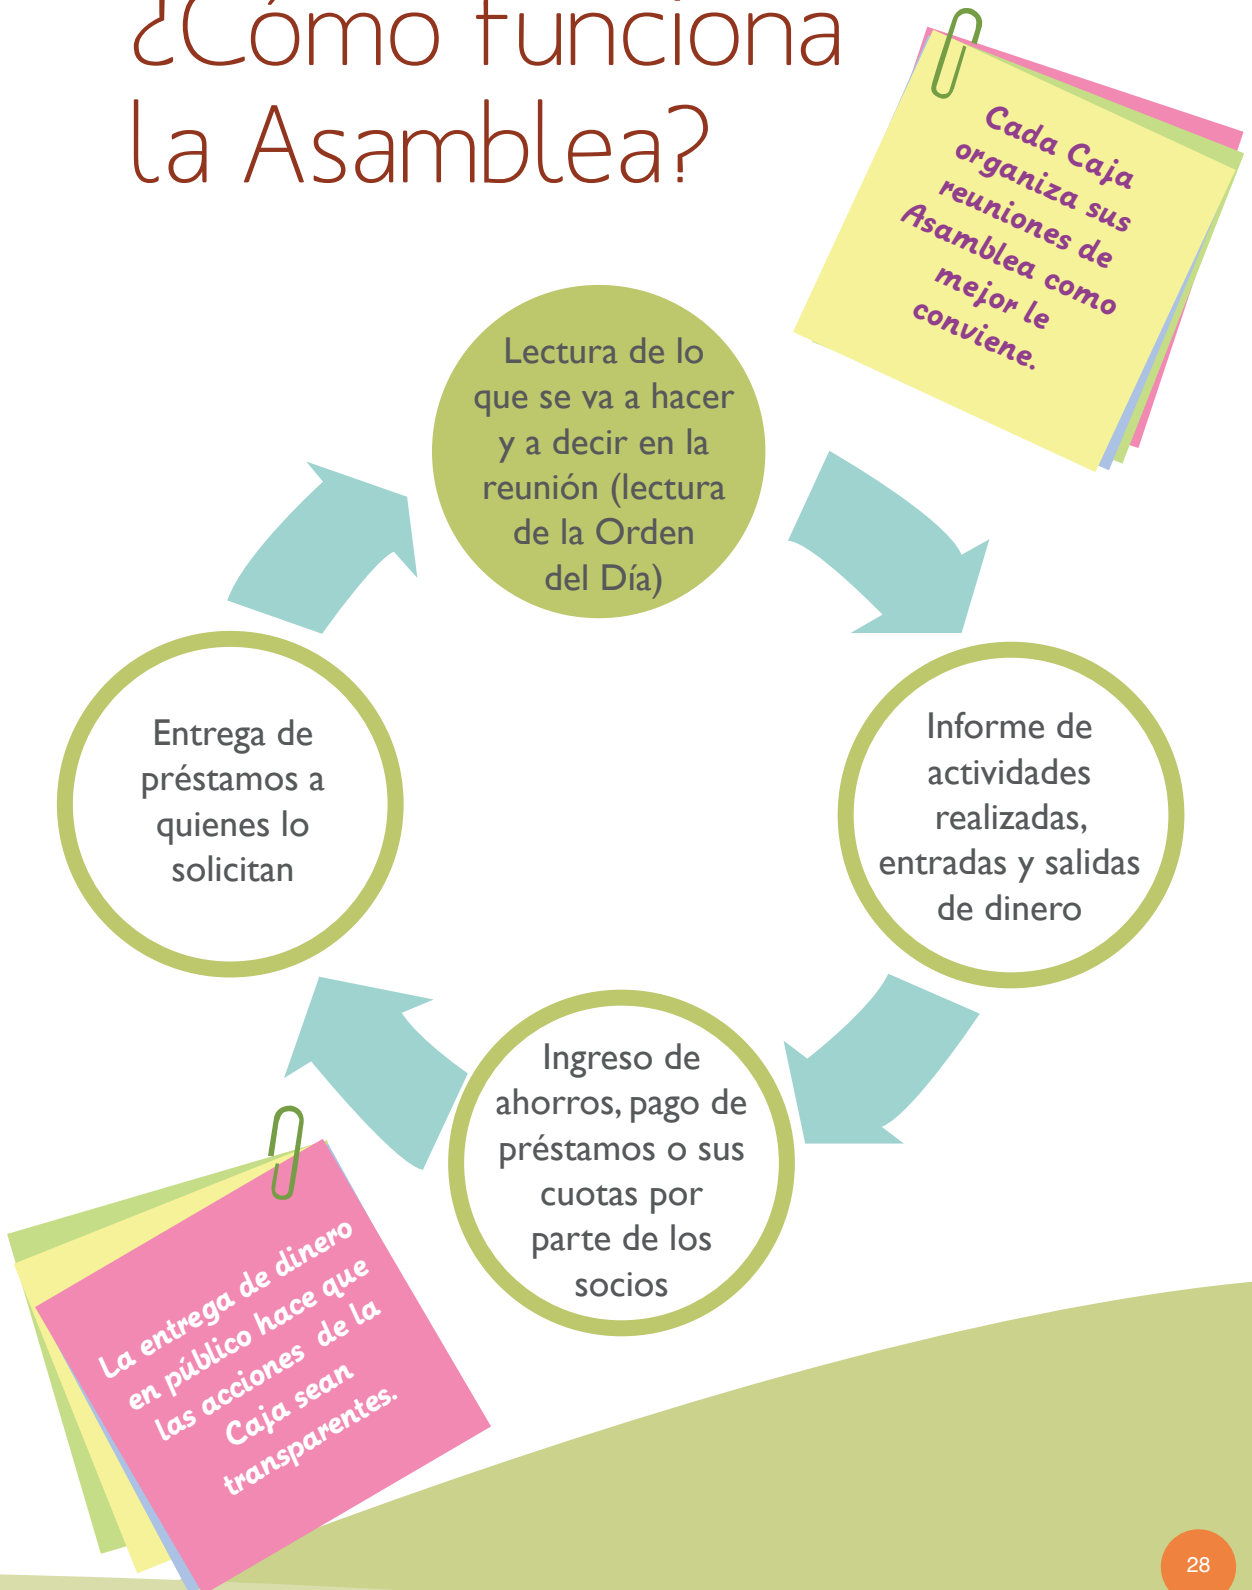 ¿Cómo funciona
la Asamblea?
Cada Caja
organiza sus
reuniones de
Asamblea como
mejor le
conviene.
Lectura de lo
que se va a hacer
y a decir en la
reunión (lectura
de la Orden
del Día)
Informe de
actividades
realizadas,
entradas y salidas
de dinero
Ingreso de
ahorros, pago de
préstamos o sus
cuotas por
parte de los
socios
Entrega de
préstamos a
quienes lo
solicitan
La entrega de dinero
en público hace que
las acciones de la
Caja sean
transparentes.
28